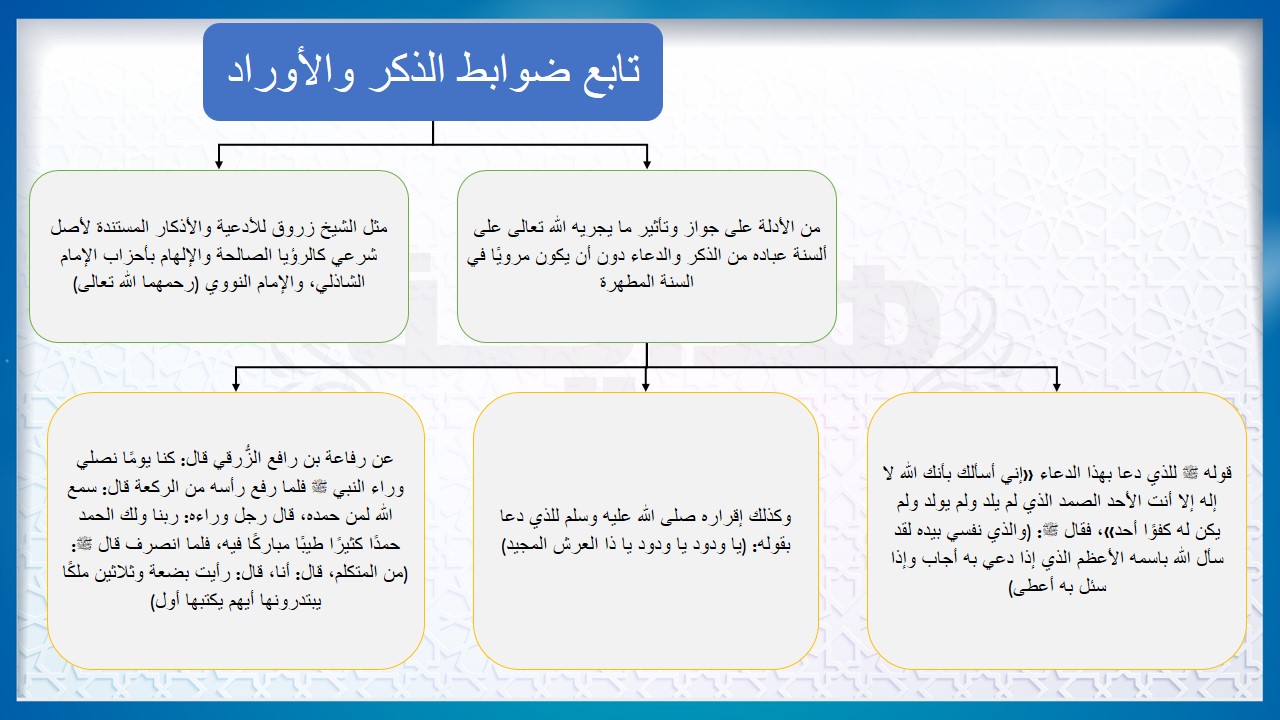 تابع ضوابط الذكر والأوراد
من الأدلة على جواز وتأثير ما يجريه الله تعالى على
ألسنة عباده من الذكر والدعاء دون أن يكون مرويًا في
السنة المطهرة
مثل الشيخ زروق للأدعية والأذكار المستندة لأصل
شرعي كالرؤيا الصالحة والإلهام بأحزاب الإمام
الشاذلي، والإمام النووي (رحمهما الله تعالى)
قوله ﷺ للذي دعا بهذا الدعاء «إني أسألك بأنك الله لا
إله إلا أنت الأحد الصمد الذي لم يلد ولم يولد ولم
يكن له كفوًا أحد»، فقال ﷺ: (والذي نفسي بيده لقد
سأل الله باسمه الأعظم الذي إذا دعي به أجاب وإذا
سئل به أعطى)
وكذلك إقراره صلى الله عليه وسلم للذي دعا
بقوله: (يا ودود يا ودود يا ذا العرش المجيد)
عن رفاعة بن رافع الزُّرقي قال: كنا يومًا نصلي
وراء النبي ﷺ فلما رفع رأسه من الركعة قال: سمع
الله لمن حمده، قال رجل وراءه: ربنا ولك الحمد
حمدًا كثيرًا طيبًا مباركًا فيه، فلما انصرف قال ﷺ:
(من المتكلم، قال: أنا، قال: رأيت بضعة وثلاثين ملكًا
يبتدرونها أيهم يكتبها أول)